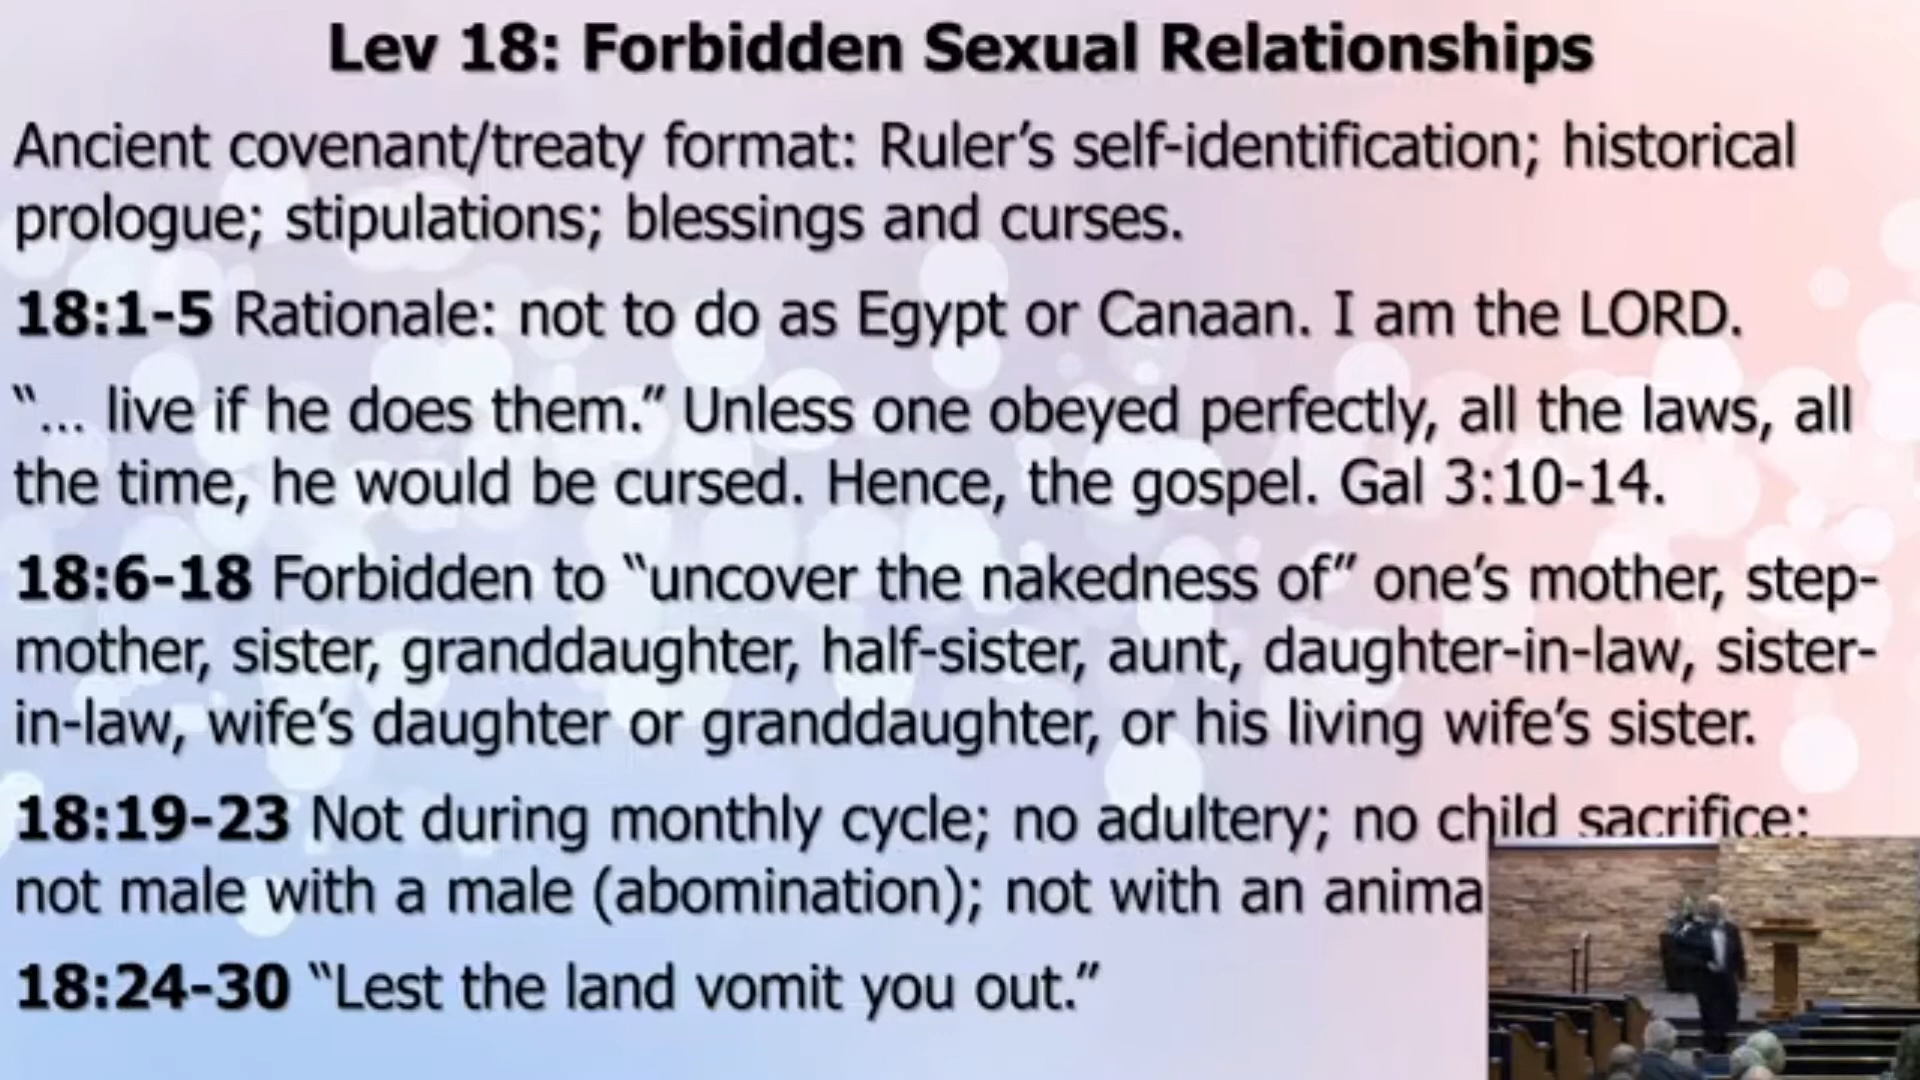 Lev 18: Forbidden Sexual Relationships
Ancient covenant/treaty format: Ruler’s self-identification; historical
prologue; stipulations; blessings and curses.
18:1-5 Rationale: not to do as Egypt or Canaan. I am the LORD.
“... live if he does them.” Unless one obeyed perfectly, all the laws, all
the time, he would be cursed. Hence, the gospel. Gal 3:10-14.
18:6-18 Forbidden to “uncover the nakedness of” one’s mother, step-
mother, sister, granddaughter, half-sister, aunt, daughter-in-law, sister-
in-law, wife’s daughter or granddaughter, or his living wife’s sister.
18:19-23 Not during monthly cycle; no adultery; no child sacrifice;
not male with a male (abomination); not with an anima
18:24-30 “Lest the land vomit you out.”